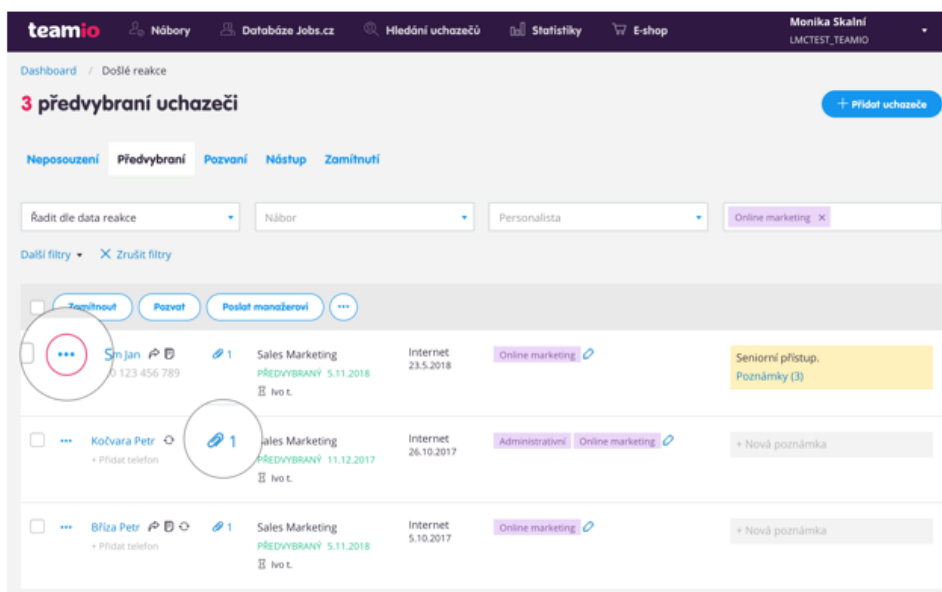 teamio Nábory Databáze Jobs.cz Hledání uchazečů Statistiky E-shop Monika Skalní
LMCTEST_TEAMIO
Dashboard / Došlé reakce
3 předvybraní uchazeči
+ Přidat uchazeče
Neposouzení Předvybraní Pozvaní Nástup Zamítnutí
Řadit dle data reakce Nábor Personalista Online marketing ×
Další filtry × Zrušit filtry
Zamítnout Pozvat Poslat manažerovi ···
··· Jan 1 Sales Marketing Internet Online marketing Seniorní přístup.
123 456 789 PŘEDVYBRANÝ 5.11.2018 23.5.2018 Poznámky (3)
Ivo t.
··· Kočvara Petr 1 Sales Marketing Internet Administrativní Online marketing + Nová poznámka
+ Přidat telefon PŘEDVYBRANÝ 11.12.2017 26.10.2017
Ivo t.
··· Bříza Petr 1 Sales Marketing Internet Online marketing + Nová poznámka
+ Přidat telefon PŘEDVYBRANÝ 5.11.2018 5.10.2017
Ivo t.